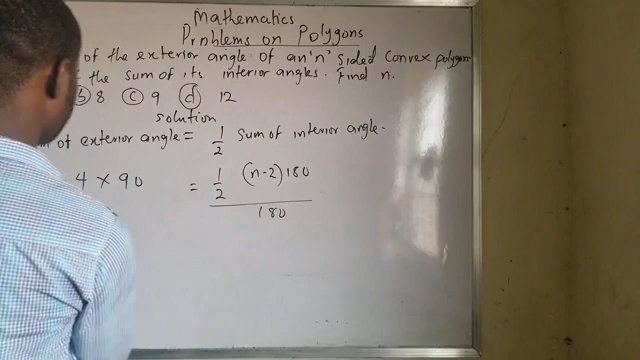 Mathematics
Problems on Polygons
of the exterior angle of an 'n' sided convex polygon
the sum of its interior angles. Find n.
b 8 c 9 d 12
solution
of exterior angle = 1/2 sum of interior angle.
4 × 90 = 1/2 (n-2)180
180